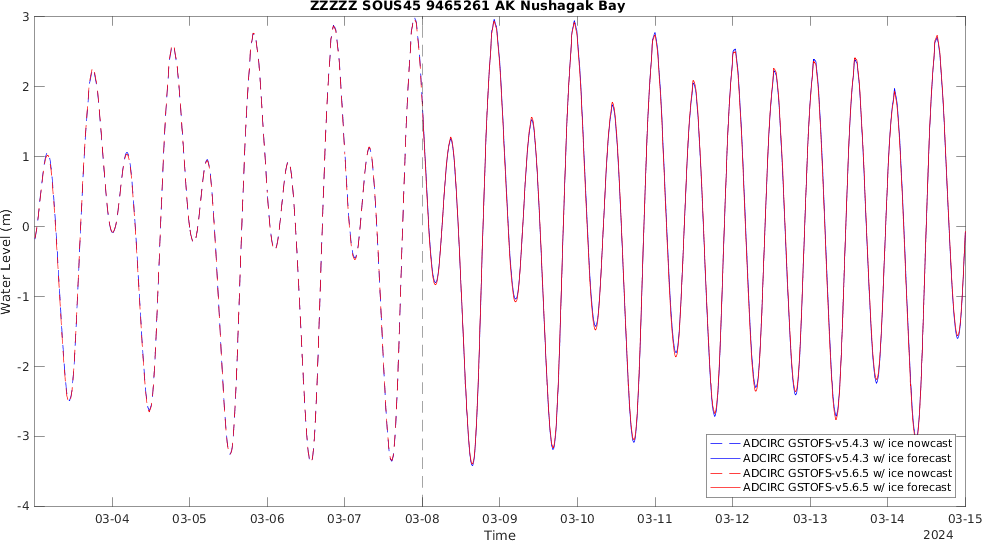 ZZZZZ SOUS45 9465261 AK Nushagak Bay
3
2
1
0
-1
-2
-3
-4
Water Level (m)
ADCIRC GSTOFS-v5.4.3 w/ ice nowcast
ADCIRC GSTOFS-v5.4.3 w/ ice forecast
ADCIRC GSTOFS-v5.6.5 w/ ice nowcast
ADCIRC GSTOFS-v5.6.5 w/ ice forecast
03-04 03-05 03-06 03-07 03-08 03-09 03-10 03-11 03-12 03-13 03-14 03-15
Time
2024